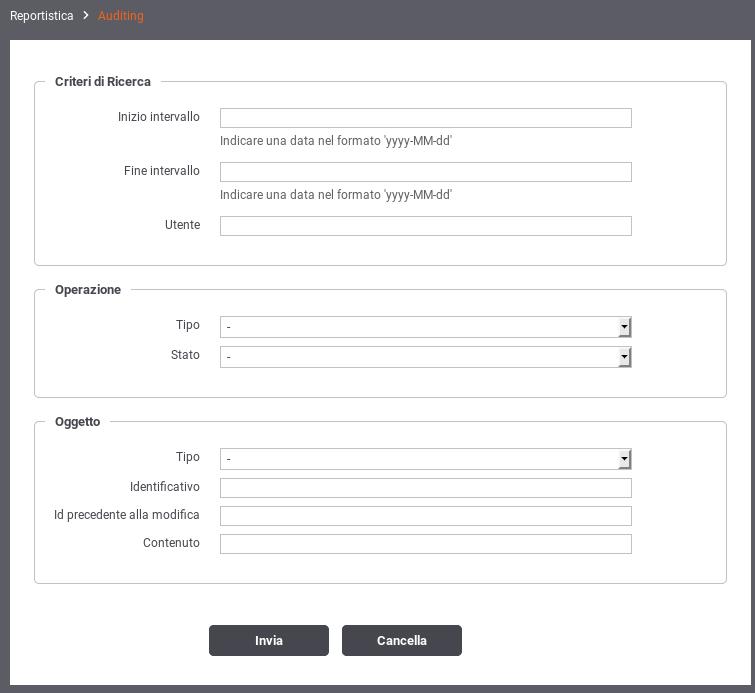 Reportistica > Auditing
Criteri di Ricerca
Inizio intervallo
Indicare una data nel formato 'yyyy-MM-dd'
Fine intervallo
Indicare una data nel formato 'yyyy-MM-dd'
Utente
Operazione
Tipo -
Stato -
Oggetto
Tipo -
Identificativo
Id precedente alla modifica
Contenuto
Invia Cancella